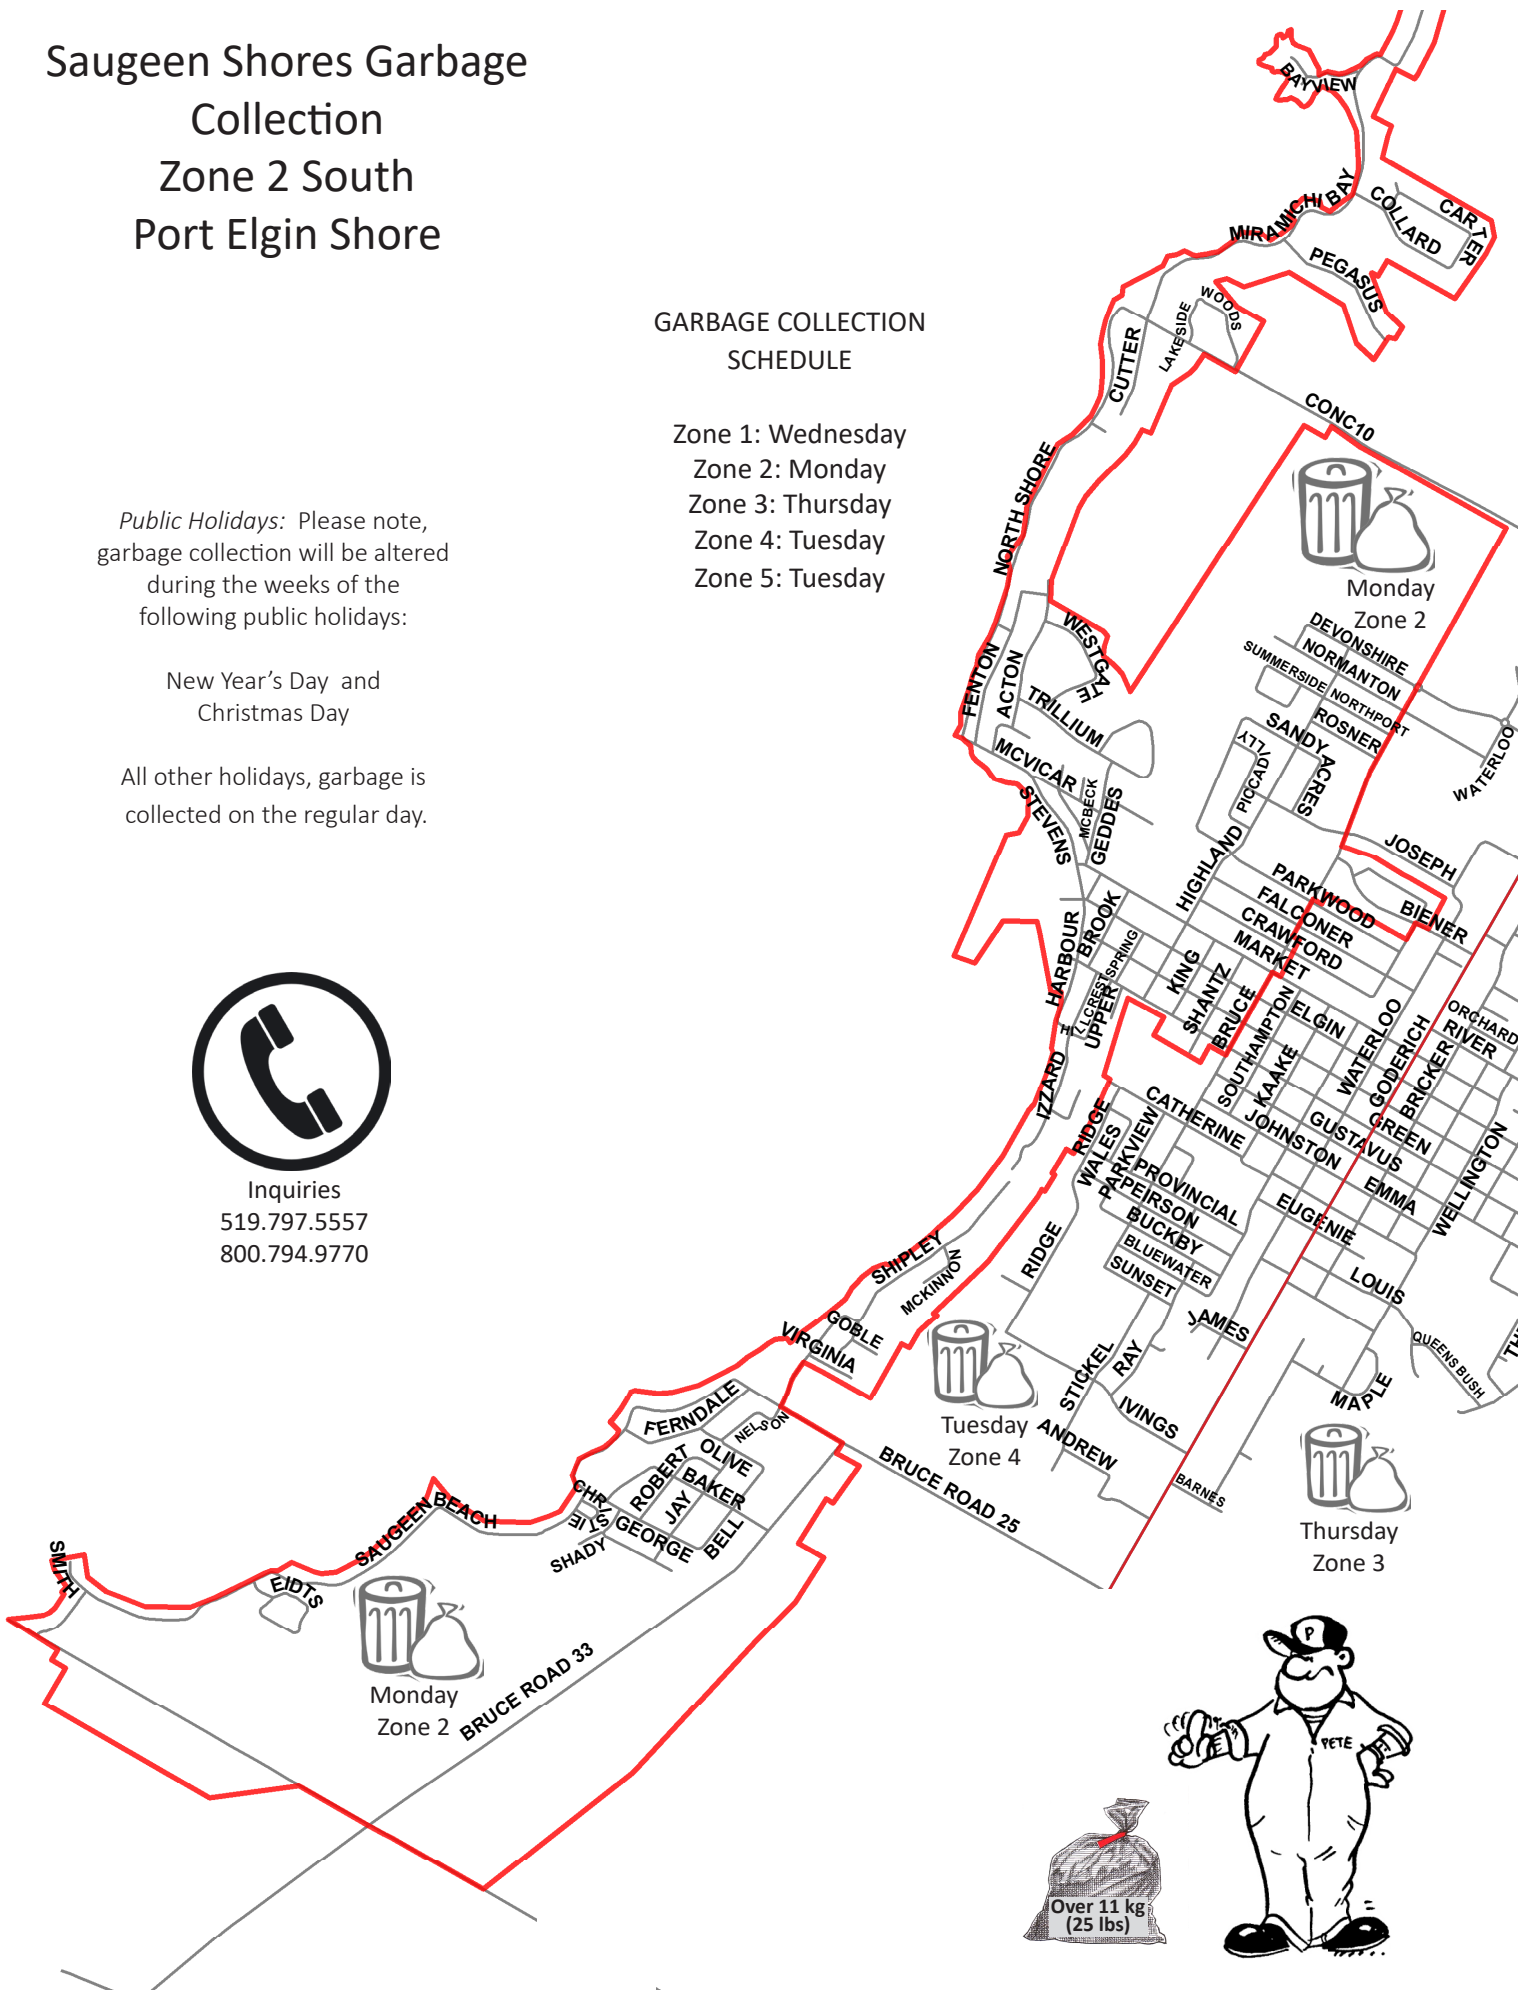 Saugeen Shores Garbage
Collection
Zone 2 South
Port Elgin Shore
GARBAGE COLLECTION
SCHEDULE
Zone 1: Wednesday
Zone 2: Monday
Zone 3: Thursday
Zone 4: Tuesday
Zone 5: Tuesday
Public Holidays: Please note,
garbage collection will be altered
during the weeks of the
following public holidays:
New Year's Day and
Christmas Day
All other holidays, garbage is
collected on the regular day.
Inquiries
519.797.5557
800.794.9770
BAYVIEW
MIRAMICHI BAY
COLLARD
CARTER
PEGASUS
LAKESIDE
WOODS
CUTTER
CONC10
NORTH SHORE
Monday
Zone 2
WESTGATE
FENTON
ACTON
TRILLIUM
MCVICAR
STEVENS
MCBECK
GEDDES
DEVONSHIRE
NORMANTON
SUMMERSIDE
NORTHPORT
ROSNER
SANDY ACRES
PICCADILLY
WATERLOO
HIGHLAND
JOSEPH
PARKWOOD
BIENER
FALCONER
CRAWFORD
MARKET
HARBOUR
BROOK
SPRING
HILLCREST
UPPER
KING
SHANTZ
BRUCE
SOUTHAMPTON
ELGIN
KAAKE
WATERLOO
GODERICH
BRICKER
ORCHARD
RIVER
GREEN
GUSTAVUS
JOHNSTON
EMMA
WELLINGTON
IZZARD
RIDGE
WALES
PARKVIEW
CATHERINE
PROVINCIAL
PEIRSON
BUCKBY
BLUEWATER
SUNSET
EUGENIE
LOUIS
JAMES
QUEENS BUSH
TH
MAPLE
RIDGE
STICKEL
RAY
IVINGS
ANDREW
BARNES
SHIPLEY
MCKINNON
GOBLE
VIRGINIA
Tuesday
Zone 4
BRUCE ROAD 25
Thursday
Zone 3
FERNDALE
NELSON
OLIVE
ROBERT
BAKER
JAY
CHRISTIE
GEORGE
BELL
SHADY
SAUGEEN BEACH
SMITH
EIDTS
Monday
Zone 2
BRUCE ROAD 33
P
PETE
Over 11 kg
(25 lbs)